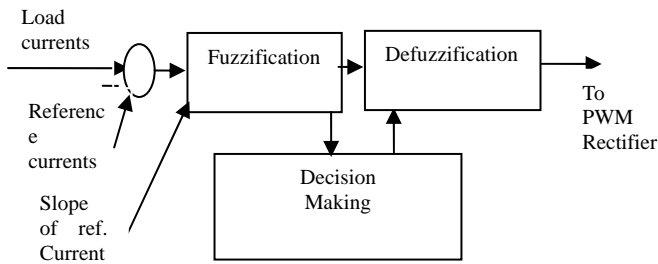 Load
currents
Fuzzification
Defuzzification
Referenc
e
currents
To
PWM
Rectifier
Decision
Making
Slope
of ref.
Current